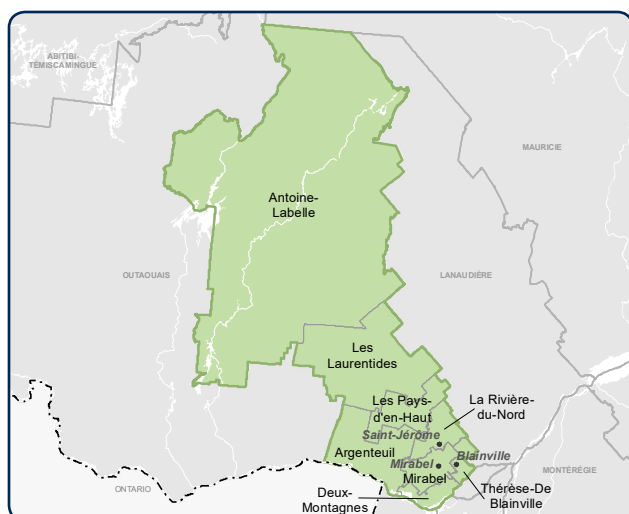 ABITIBI-
TÉMISCAMINGUE
MAURICIE
Antoine-
Labelle
OUTAOUAIS
LANAUDIÈRE
Les
Laurentides
Les Pays-
d'en-Haut
La Rivière-
du-Nord
Saint-Jérôme
Argenteuil
Mirabel
Blainville
Mirabel
MONTÉRÉGIE
ONTARIO
Deux-
Montagnes
Thérèse-De
Blainville